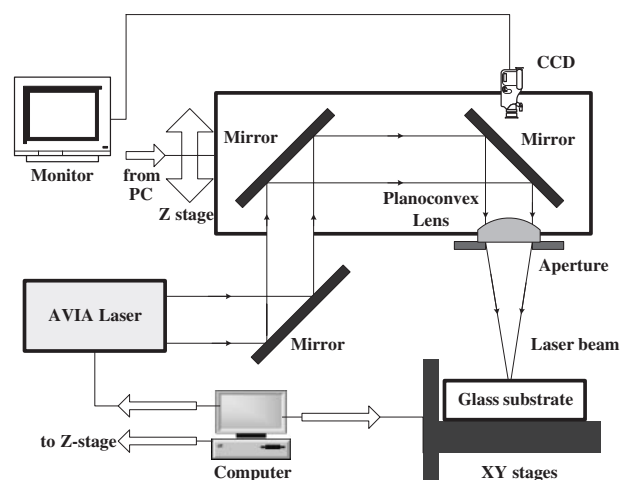 CCD
Mirror
Mirror
Monitor
from
PC
Z stage
Planoconvex
Lens
Aperture
AVIA Laser
Mirror
Laser beam
Glass substrate
to Z-stage
Computer
XY stages